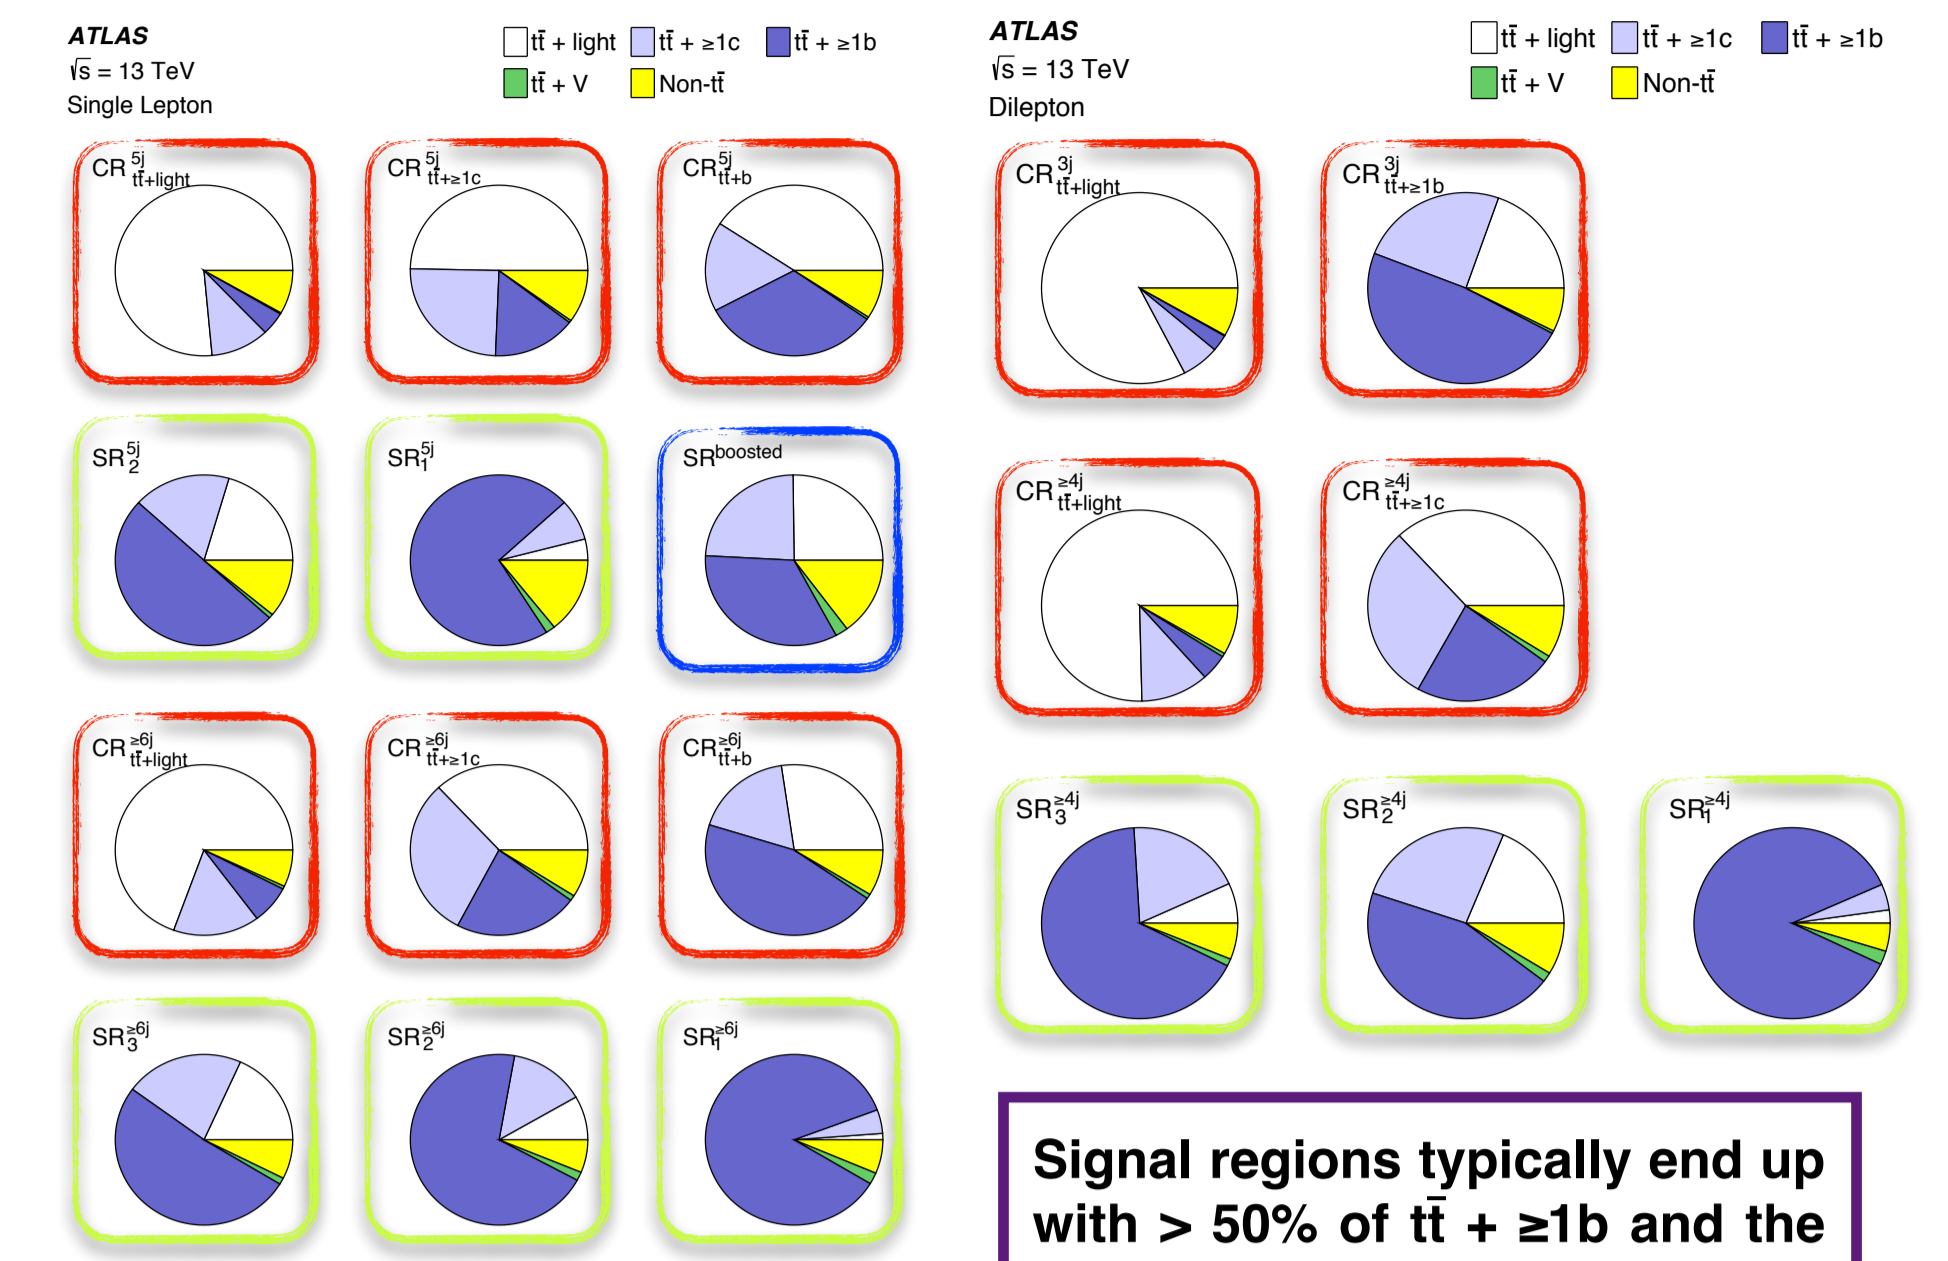 ATLAS
√s = 13 TeV
Single Lepton
tt̄ + light
tt̄ + ≥1c
tt̄ + ≥1b
tt̄ + V
Non-tt̄
CR 5j tt̄+light
CR 5j tt̄+≥1c
CR 5j tt̄+b
SR 5j 2
SR 5j 1
SR boosted
CR ≥6j tt̄+light
CR ≥6j tt̄+≥1c
CR ≥6j tt̄+b
SR ≥6j 3
SR ≥6j 2
SR ≥6j 1
ATLAS
√s = 13 TeV
Dilepton
tt̄ + light
tt̄ + ≥1c
tt̄ + ≥1b
tt̄ + V
Non-tt̄
CR 3j tt̄+light
CR 3j tt̄+≥1b
CR ≥4j tt̄+light
CR ≥4j tt̄+≥1c
SR ≥4j 3
SR ≥4j 2
SR ≥4j 1
Signal regions typically end up
with > 50% of tt̄ + ≥1b and the